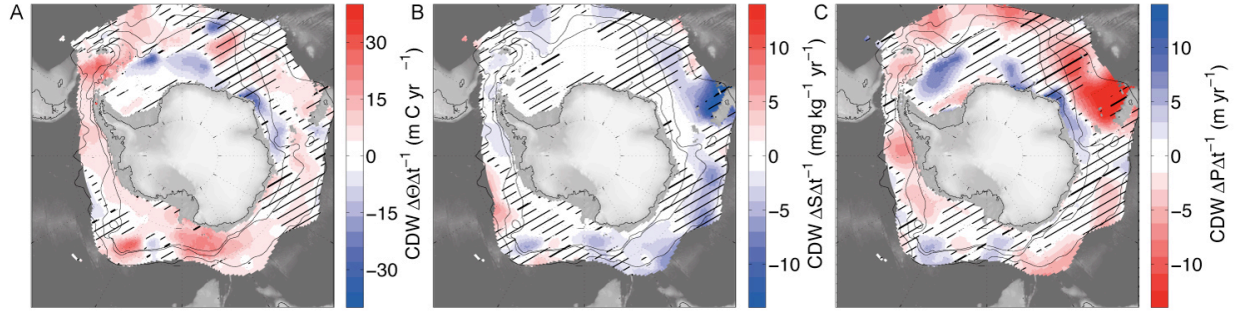 A
30
15
0
−15
−30
CDW ΔΘΔt⁻¹ (m C yr⁻¹)
B
10
5
0
−5
−10
CDW ΔSΔt⁻¹ (mg kg⁻¹ yr⁻¹)
C
10
5
0
−5
−10
CDW ΔPΔt⁻¹ (m yr⁻¹)